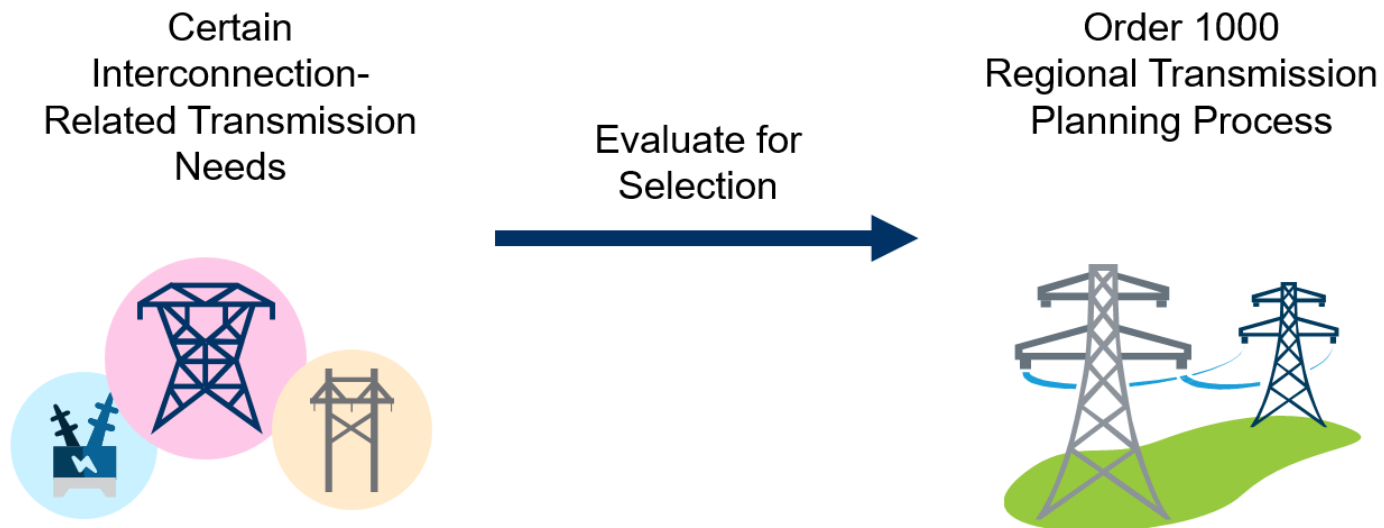 Certain
Interconnection-
Related Transmission
Needs
Evaluate for
Selection
Order 1000
Regional Transmission
Planning Process